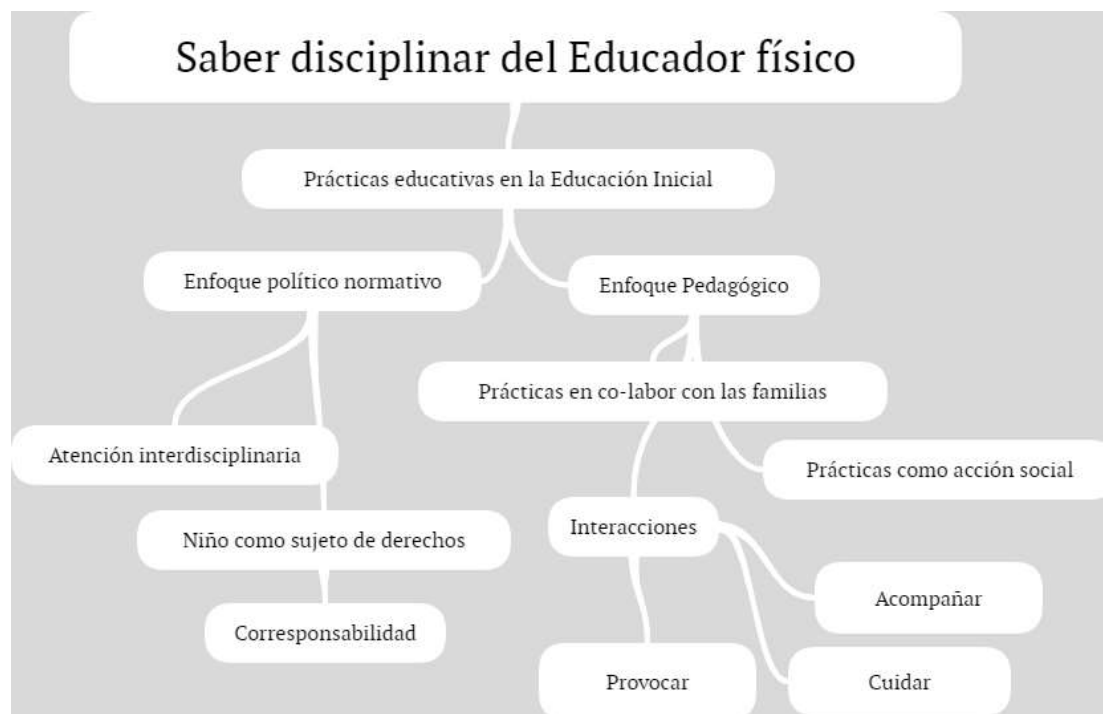 Saber disciplinar del Educador físico
Prácticas educativas en la Educación Inicial
Enfoque político normativo
Enfoque Pedagógico
Prácticas en co-labor con las familias
Atención interdisciplinaria
Prácticas como acción social
Interacciones
Niño como sujeto de derechos
Acompañar
Corresponsabilidad
Provocar
Cuidar